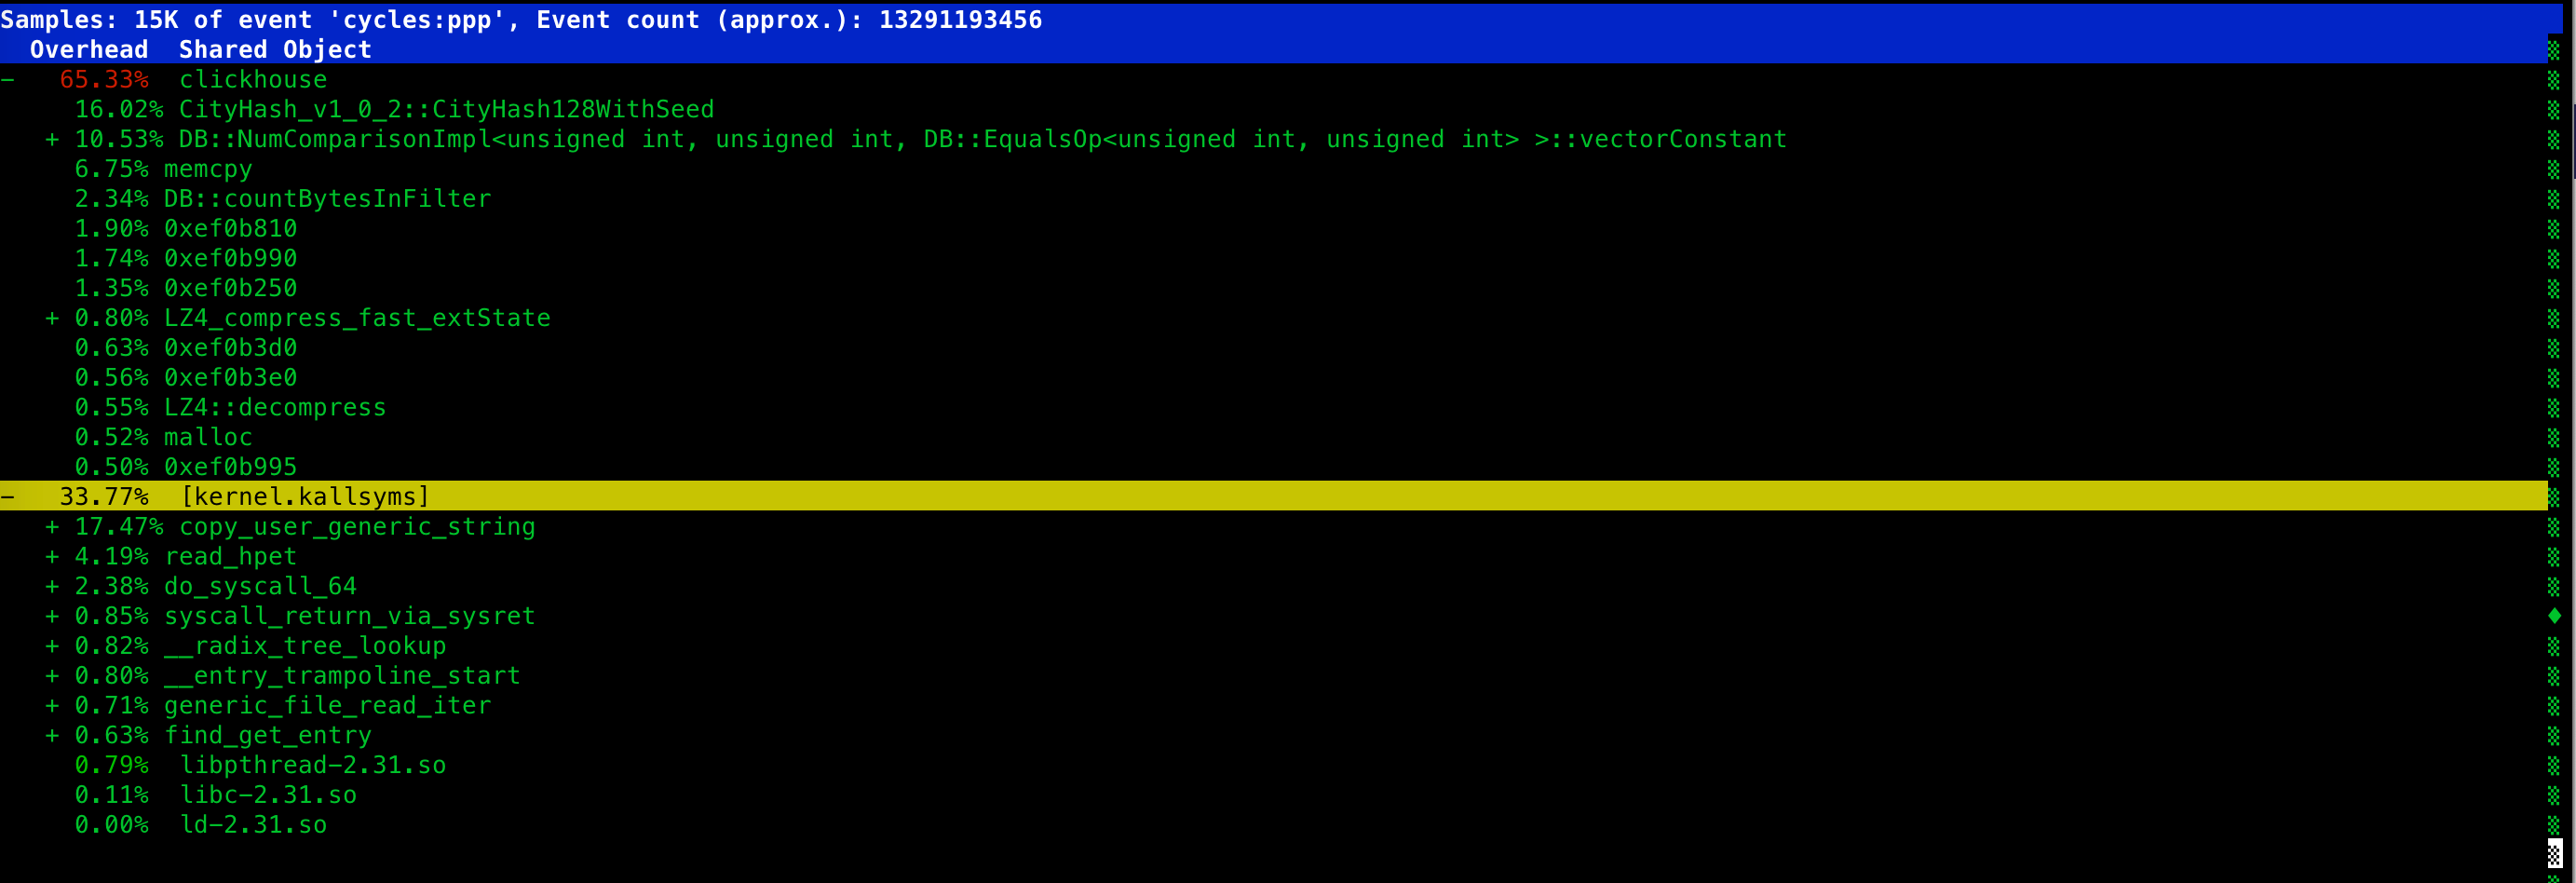 Samples: 15K of event 'cycles:ppp', Event count (approx.): 13291193456
  Overhead  Shared Object
−   65.33%  clickhouse
     16.02% CityHash_v1_0_2::CityHash128WithSeed
   + 10.53% DB::NumComparisonImpl<unsigned int, unsigned int, DB::EqualsOp<unsigned int, unsigned int> >::vectorConstant
     6.75% memcpy
     2.34% DB::countBytesInFilter
     1.90% 0xef0b810
     1.74% 0xef0b990
     1.35% 0xef0b250
   + 0.80% LZ4_compress_fast_extState
     0.63% 0xef0b3d0
     0.56% 0xef0b3e0
     0.55% LZ4::decompress
     0.52% malloc
     0.50% 0xef0b995
−   33.77%  [kernel.kallsyms]
   + 17.47% copy_user_generic_string
   + 4.19% read_hpet
   + 2.38% do_syscall_64
   + 0.85% syscall_return_via_sysret
   + 0.82% __radix_tree_lookup
   + 0.80% __entry_trampoline_start
   + 0.71% generic_file_read_iter
   + 0.63% find_get_entry
     0.79%  libpthread−2.31.so
     0.11%  libc−2.31.so
     0.00%  ld−2.31.so